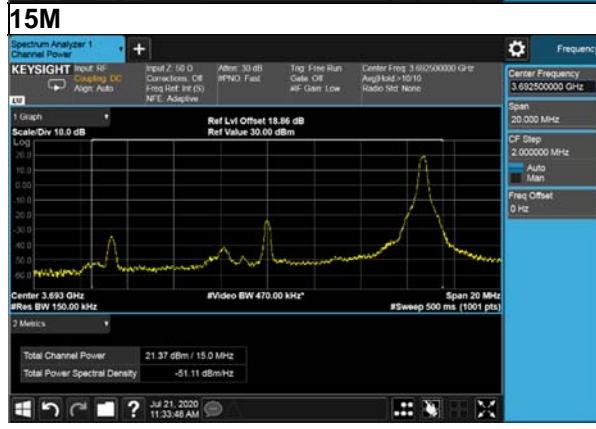 15M
Spectrum Analyzer 1
Channel Power
Frequency
KEYSIGHT Input: RF
Coupling: DC
Align: Auto
Input Z: 50 Ω
Corrections: Off
Freq Ref: Int (S)
NFE: Adaptive
Atten: 30 dB
#PNO: Fast
Trig: Free Run
Gate: Off
#IF Gain: Low
Center Freq: 3.692500000 GHz
Avg|Hold:>10/10
Radio Std: None
LXI
1 Graph
Scale/Div 10.0 dB
Ref Lvl Offset 18.86 dB
Ref Value 30.00 dBm
Log
20.0
10.0
0.00
-10.0
-20.0
-30.0
-40.0
-50.0
-60.0
Center 3.693 GHz
#Res BW 150.00 kHz
#Video BW 470.00 kHz*
Span 20 MHz
#Sweep 500 ms (1001 pts)
2 Metrics
Total Channel Power 21.37 dBm / 15.0 MHz
Total Power Spectral Density -51.11 dBm/Hz
Jul 21, 2020
11:33:48 AM
Center Frequency
3.692500000 GHz
Span
20.000 MHz
CF Step
2.000000 MHz
Auto
Man
Freq Offset
0 Hz